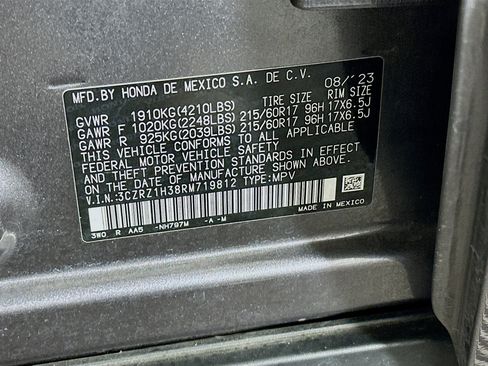 MFD.BY HONDA DE MEXICO S.A. DE C.V. 08/'23
GVWR 1910KG(4210LBS) TIRE SIZE RIM SIZE
GAWR F 1020KG(2248LBS) 215/60R17 96H 17X6.5J
GAWR R 925KG(2039LBS) 215/60R17 96H 17X6.5J
THIS VEHICLE CONFORMS TO ALL APPLICABLE
FEDERAL MOTOR VEHICLE SAFETY
AND THEFT PREVENTION STANDARDS IN EFFECT
ON THE DATE OF MANUFACTURE SHOWN ABOVE.
V.I.N.:3CZRZ1H38RM719812 TYPE:MPV
3W0 R AA5 -NH797M -A -M MADE IN MEXICO